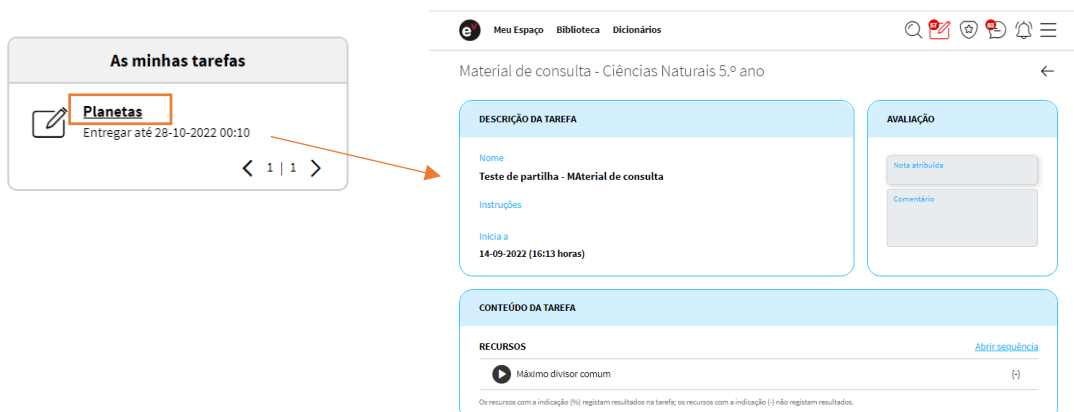 As minhas tarefas
Planetas
Entregar até 28-10-2022 00:10
1 | 1
e
Meu Espaço Biblioteca Dicionários
57
83
Material de consulta - Ciências Naturais 5.º ano
DESCRIÇÃO DA TAREFA
Nome
Teste de partilha - MAterial de consulta
Instruções
Inicia a
14-09-2022 (16:13 horas)
AVALIAÇÃO
Nota atribuída
Comentário
CONTEÚDO DA TAREFA
RECURSOS Abrir sequência
Máximo divisor comum (-)
Os recursos com a indicação (%) registam resultados na tarefa; os recursos com a indicação (-) não registam resultados.